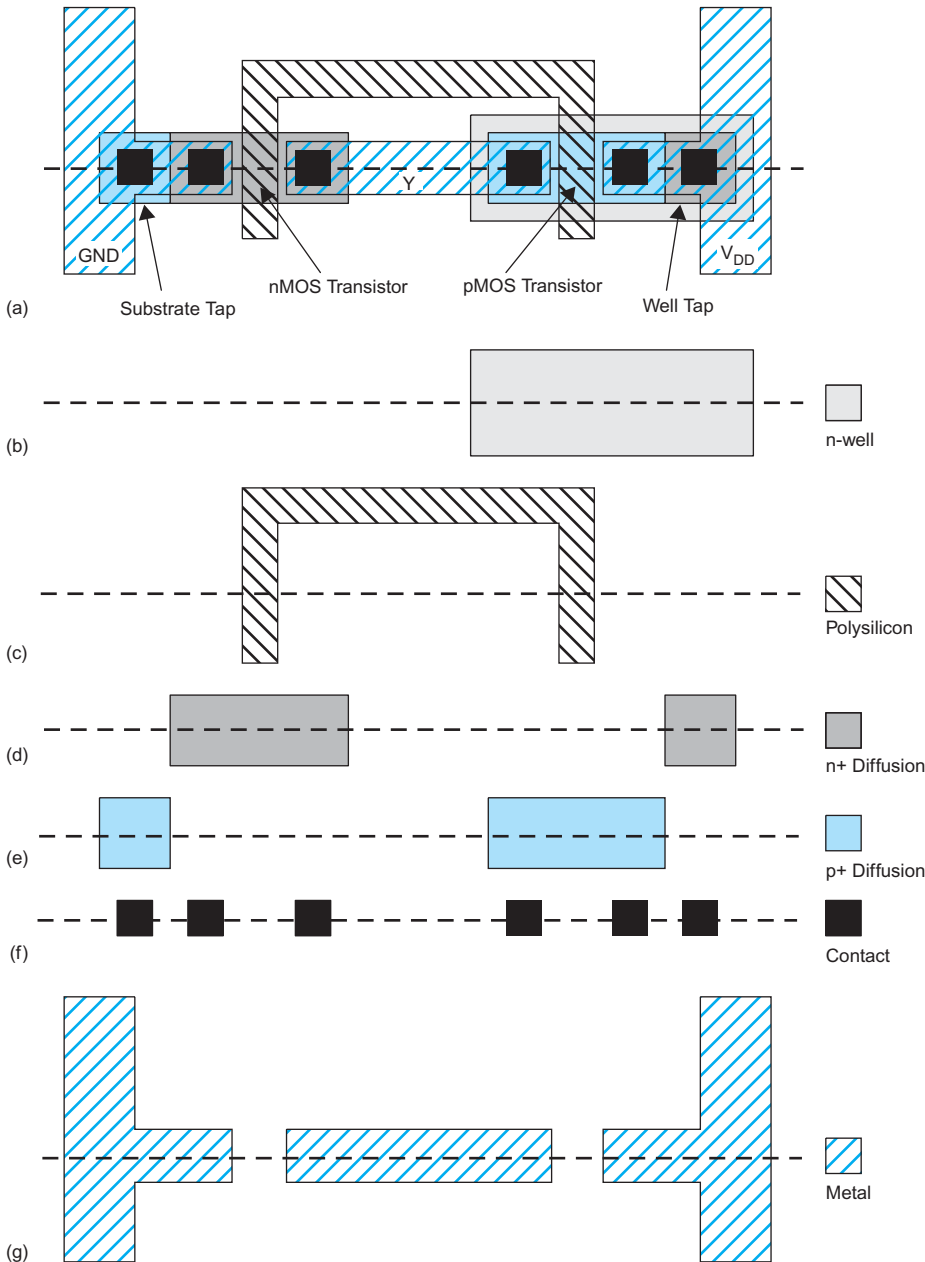 Y
GND
V_DD
nMOS Transistor
pMOS Transistor
Substrate Tap
Well Tap
(a)
(b)
n-well
(c)
Polysilicon
(d)
n+ Diffusion
(e)
p+ Diffusion
(f)
Contact
Metal
(g)